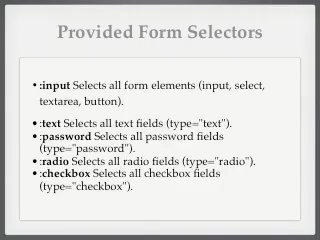 Provided Form Selectors
• :input Selects all form elements (input, select,
textarea, button).
• :text Selects all text fields (type="text").
• :password Selects all password fields
(type="password").
• :radio Selects all radio fields (type="radio").
• :checkbox Selects all checkbox fields
(type="checkbox").